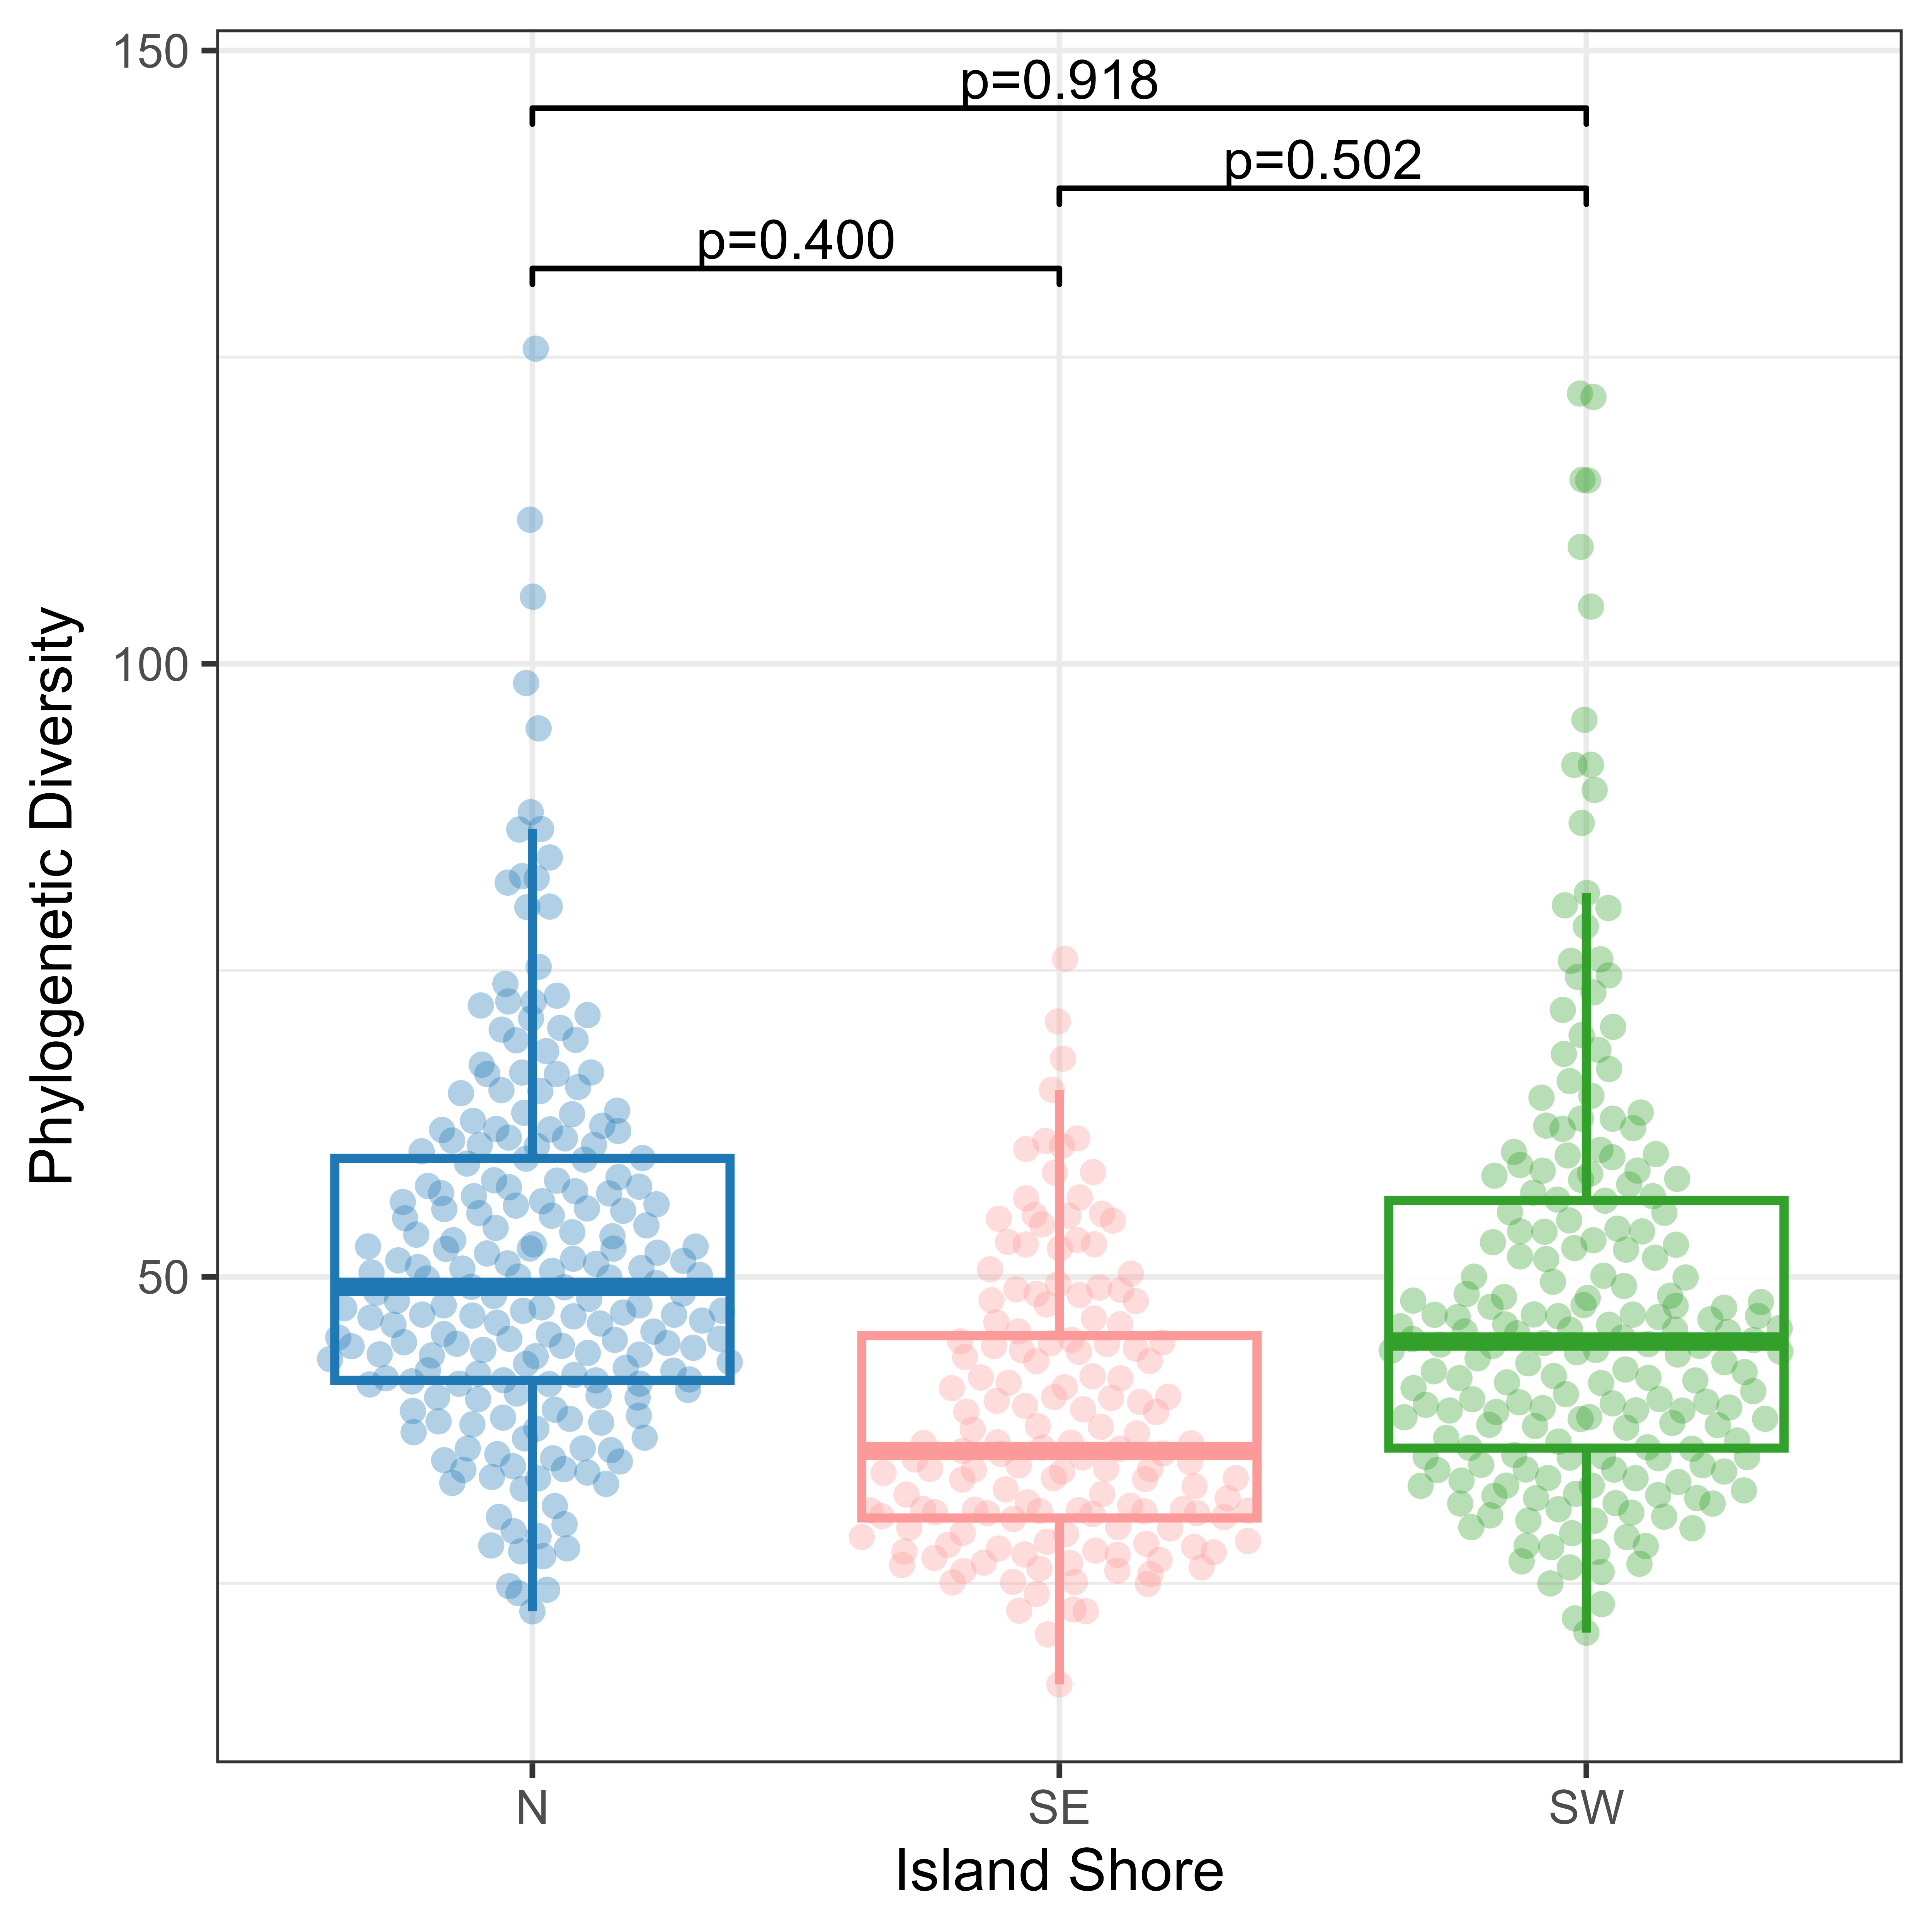 150
p=0.918
p=0.502
p=0.400
100
50
Phylogenetic Diversity
N SE SW
Island Shore